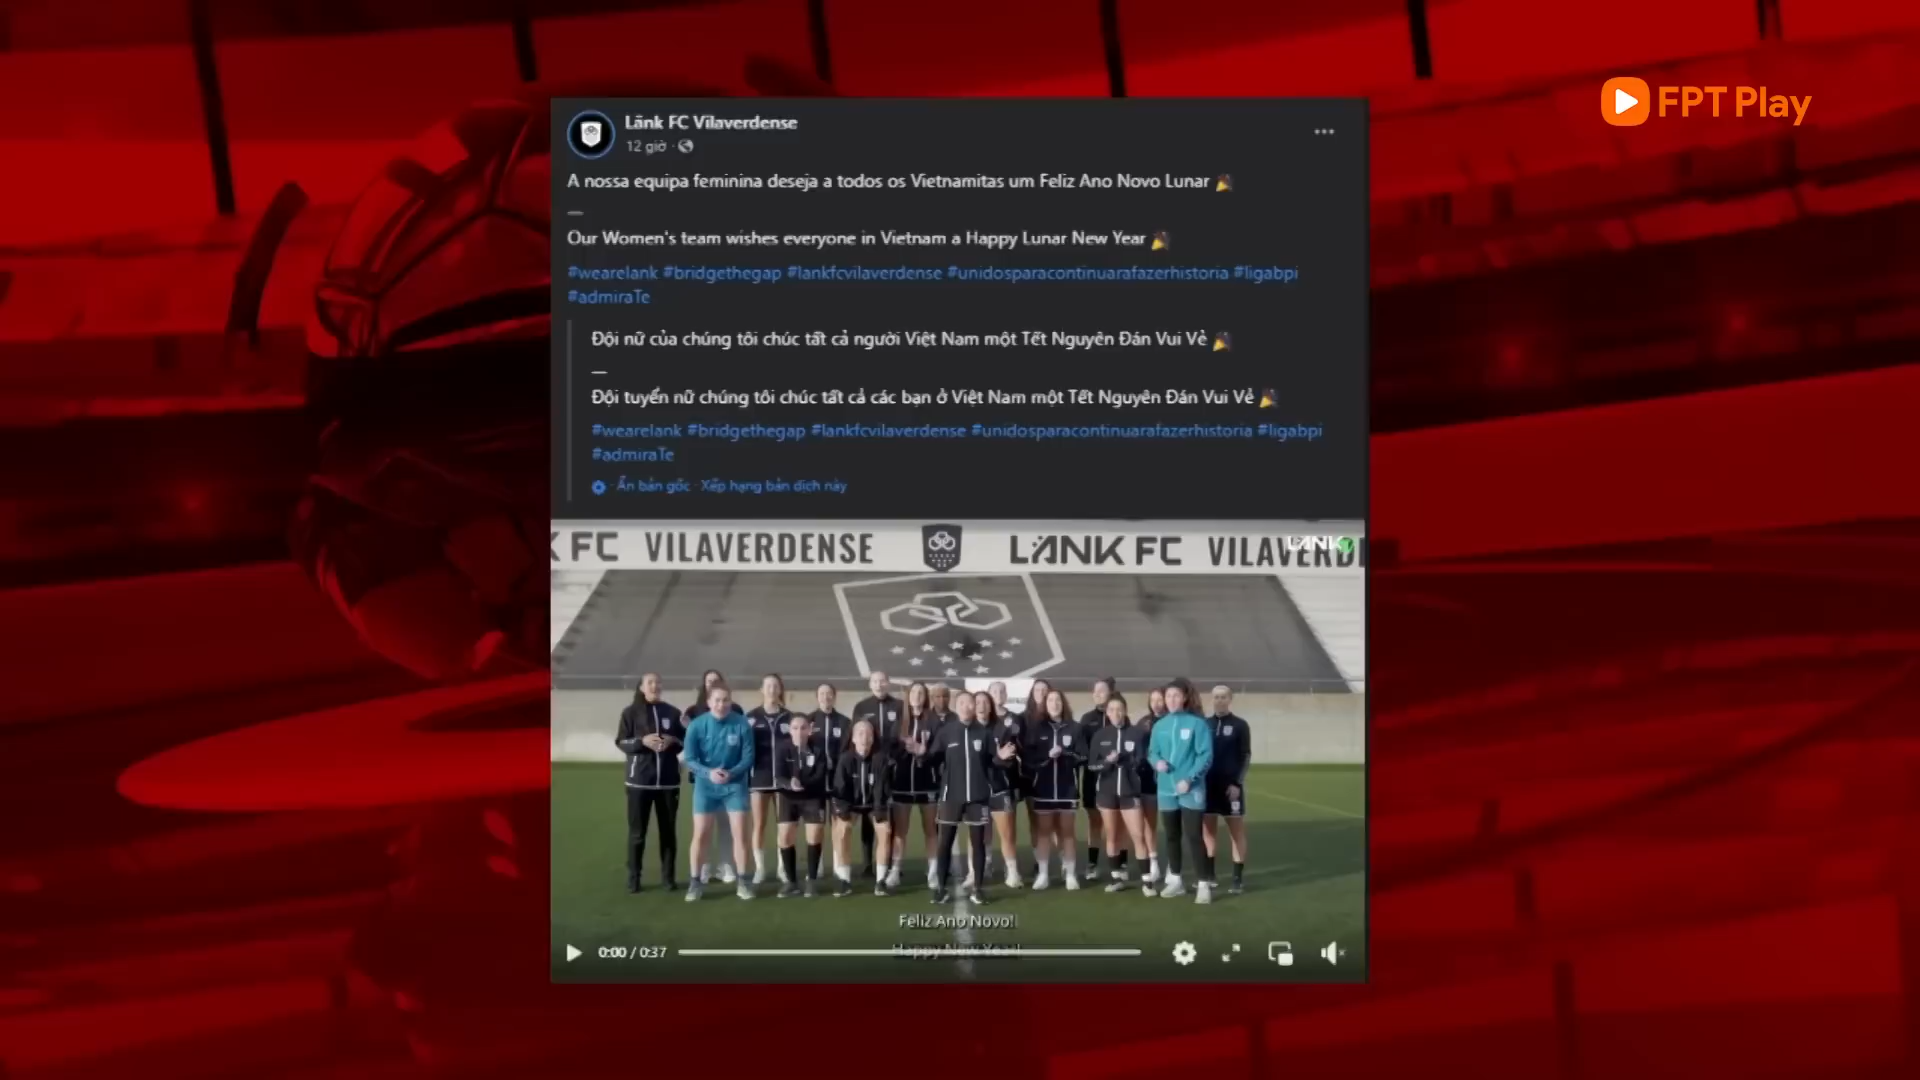 FPT Play
Länk FC Vilaverdense
12 giờ ·
A nossa equipa feminina deseja a todos os Vietnamitas um Feliz Ano Novo Lunar 🎉
—
Our Women's team wishes everyone in Vietnam a Happy Lunar New Year 🎉
#wearelank #bridgethegap #lankfcvilaverdense #unidosparacontinuarafazerhistoria #ligabpi
#admiraTe
Đội nữ của chúng tôi chúc tất cả người Việt Nam một Tết Nguyên Đán Vui Vẻ 🎉
—
Đội tuyển nữ chúng tôi chúc tất cả các bạn ở Việt Nam một Tết Nguyên Đán Vui Vẻ 🎉
#wearelank #bridgethegap #lankfcvilaverdense #unidosparacontinuarafazerhistoria #ligabpi
#admiraTe
· Ẩn bản gốc · Xếp hạng bản dịch này
K FC VILAVERDENSE LÄNK FC VILAVERDE
LÄNK
Feliz Ano Novo!
Happy New Year!
0:00 / 0:37